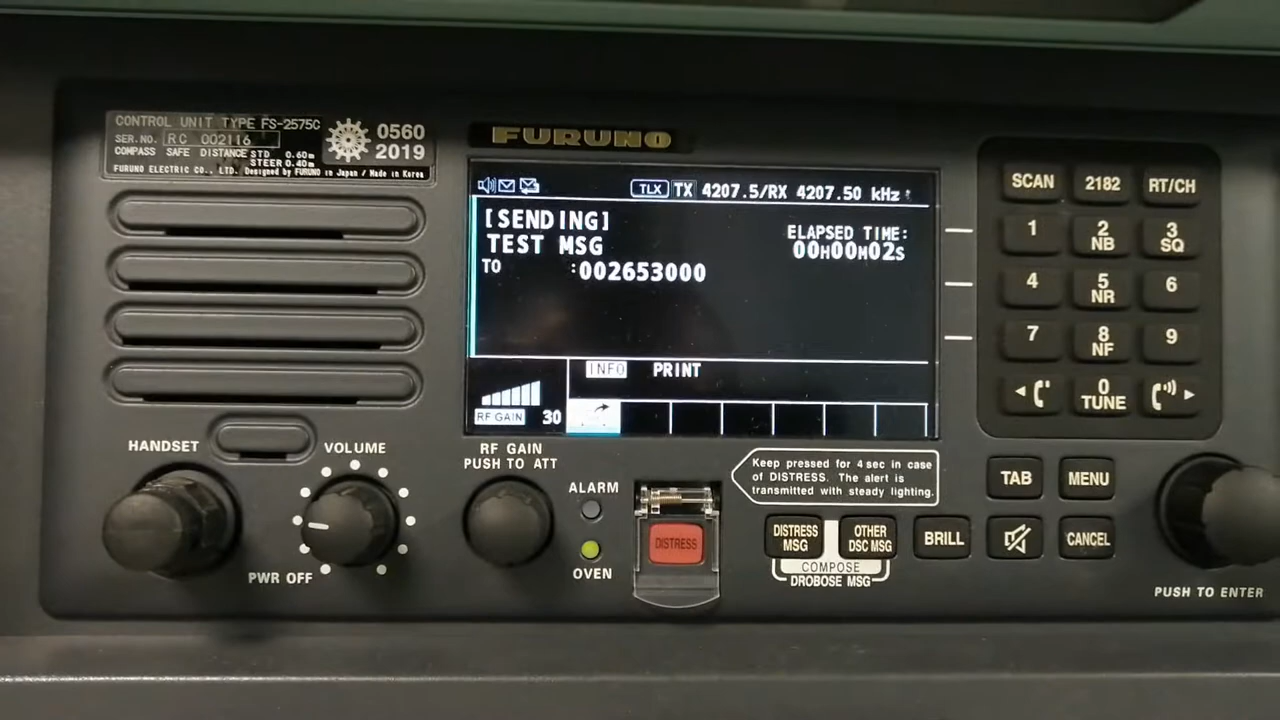 CONTROL UNIT TYPE FS-2575C
SER.NO. RC 002116
COMPASS SAFE DISTANCE STD 0.60m
STEER 0.40m
FURUNO ELECTRIC CO., LTD. Designed by FURUNO in Japan / Made in Korea
0560
2019
FURUNO
TLX TX 4207.5/RX 4207.50 kHz
[SENDING]
TEST MSG
TO :002653000
ELAPSED TIME:
00H00M02S
INFO PRINT
RF GAIN 30
SCAN 2182 RT/CH
1 2 NB 3 SQ
4 5 NR 6
7 8 NF 9
0 TUNE
HANDSET
VOLUME
PWR OFF
RF GAIN
PUSH TO ATT
ALARM
OVEN
DISTRESS
Keep pressed for 4 sec in case
of DISTRESS. The alert is
transmitted with steady lighting.
DISTRESS MSG
OTHER DSC MSG
COMPOSE
DROBOSE MSG
BRILL
TAB MENU
CANCEL
PUSH TO ENTER